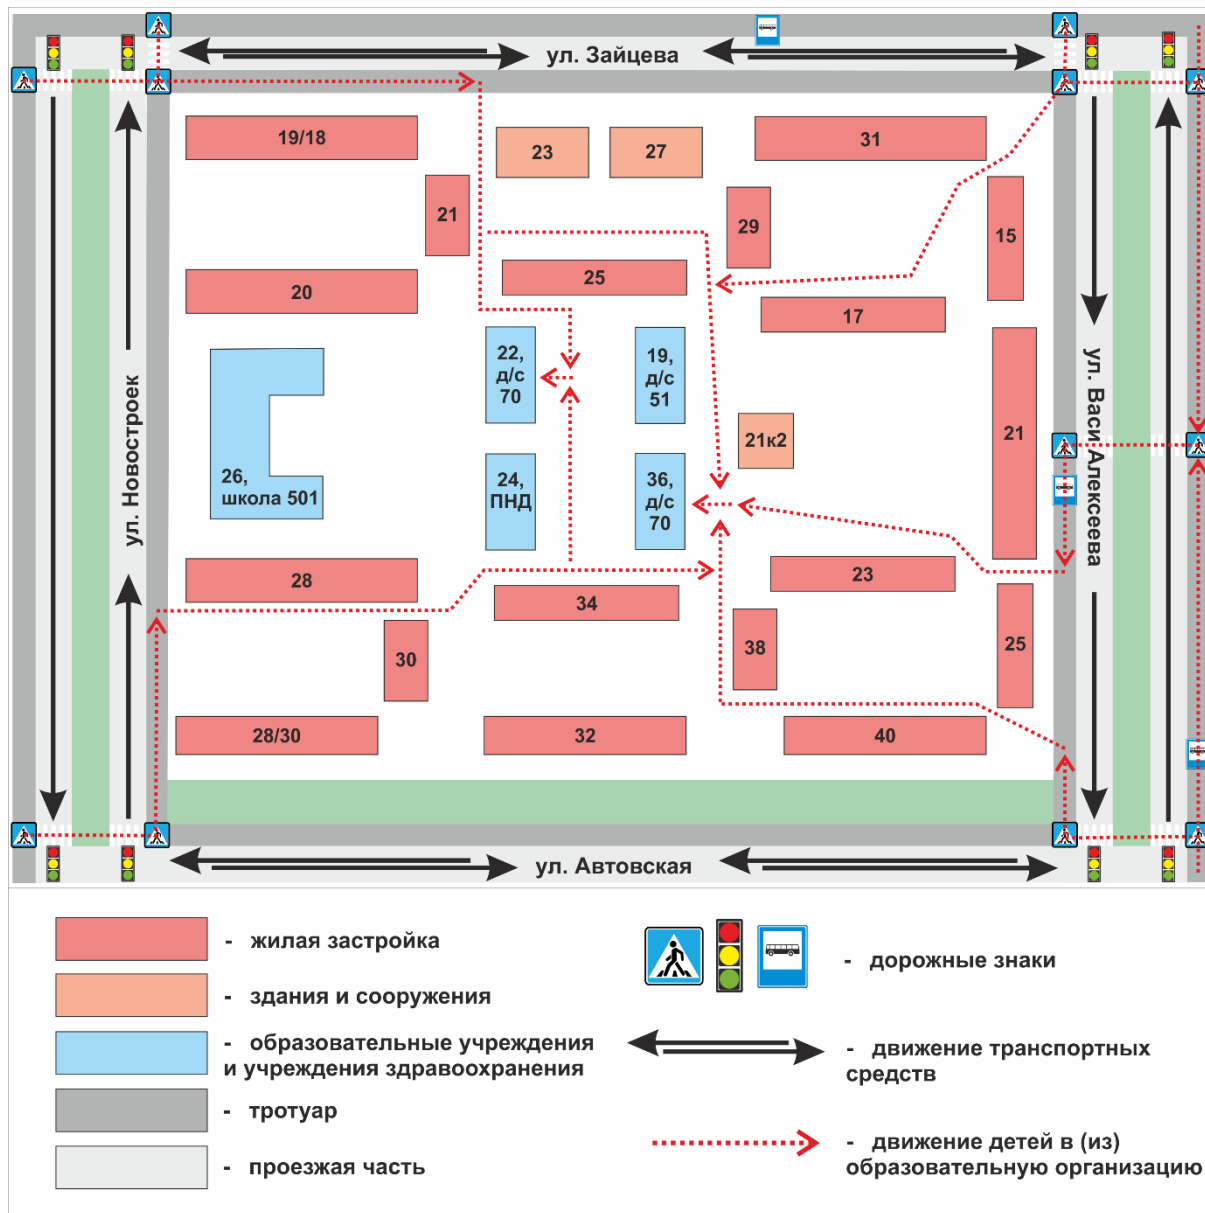 ул. Зайцева
19/18
23
27
31
21
29
15
25
20
17
22,
д/с
70
19,
д/с
51
ул. Новостроек
ул. Васи Алексеева
21
21к2
26,
школа 501
24,
ПНД
36,
д/с
70
28
23
34
30
38
25
28/30
32
40
ул. Автовская
- жилая застройка
- здания и сооружения
- образовательные учреждения
и учреждения здравоохранения
- тротуар
- проезжая часть
- дорожные знаки
- движение транспортных
средств
- движение детей в (из)
образовательную организацию